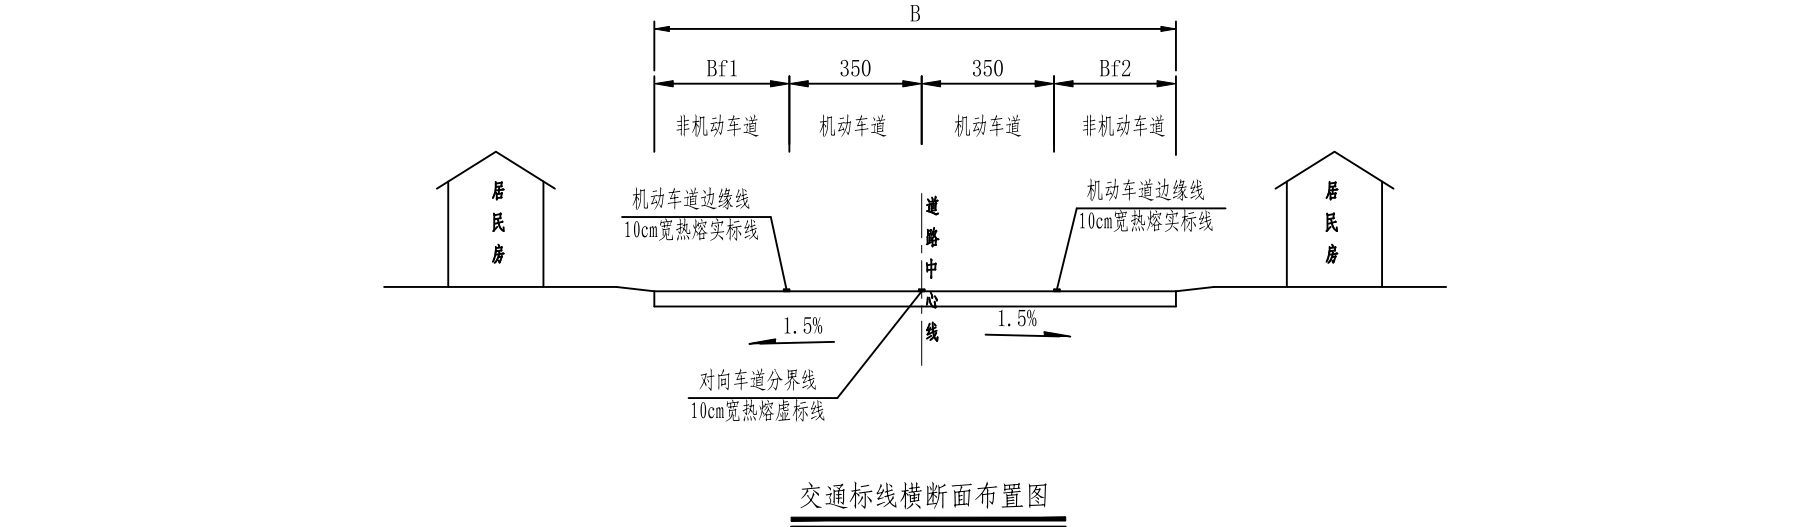 B
Bf1 350 350 Bf2
非机动车道 机动车道 机动车道 非机动车道
居民房
机动车道边缘线
10cm宽热熔实标线
道路中心线
机动车道边缘线
10cm宽热熔实标线
居民房
1.5%
1.5%
对向车道分界线
10cm宽热熔虚标线
交通标线横断面布置图